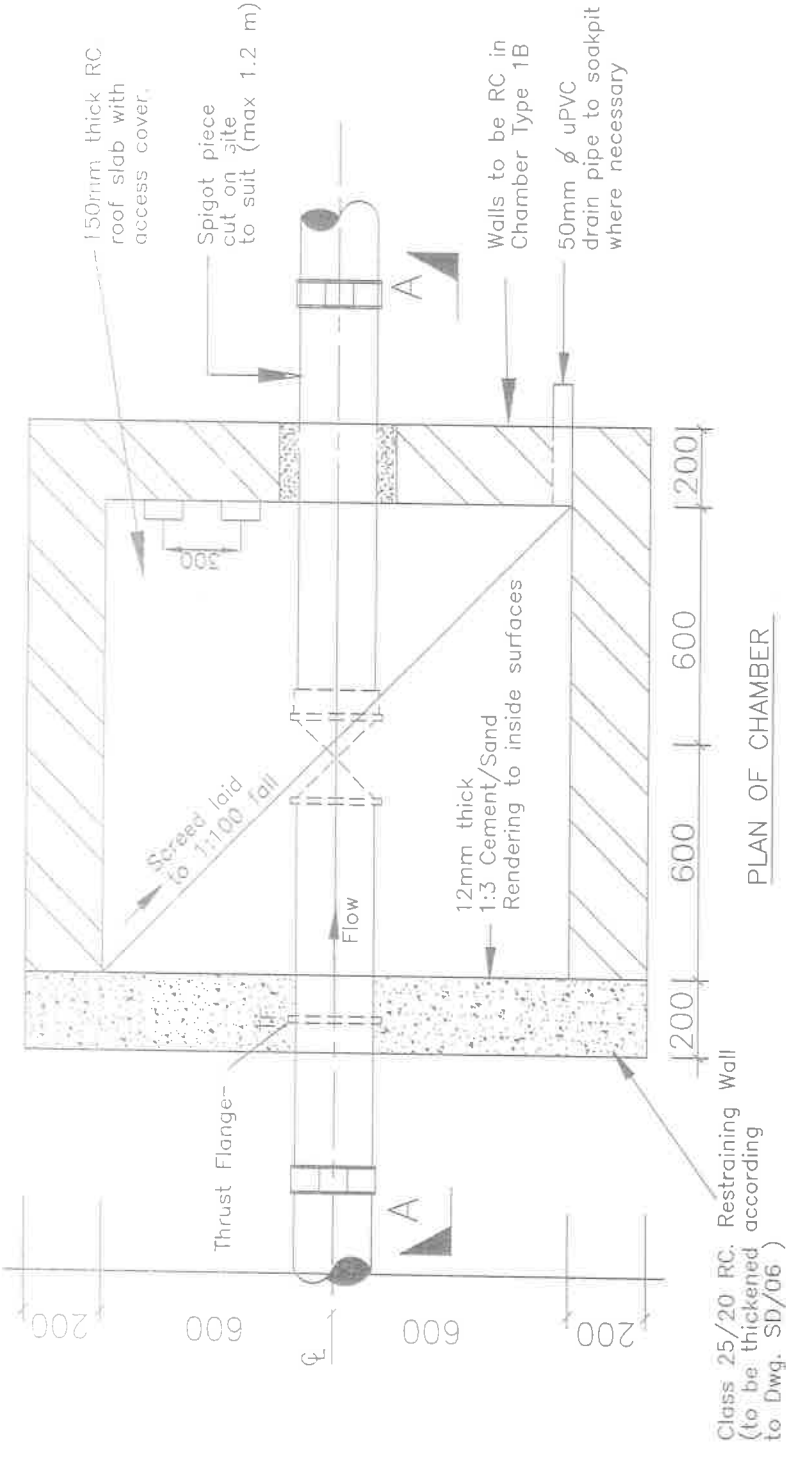 150mm thick RC
roof slab with
access cover.
Spigot piece
cut on site
to suit (max 1.2 m)
Walls to be RC in
Chamber Type 1B
50mm ϕ uPVC
drain pipe to soakpit
where necessary
A
300
Screed laid
to 1:100 fall
Flow
12mm thick
1:3 Cement/Sand
Rendering to inside surfaces
Thrust Flange
A
200
600
℄
600
200
200
600
600
200
Class 25/20 RC. Restraining Wall
(to be thickened according
to Dwg. SD/06 )
PLAN OF CHAMBER